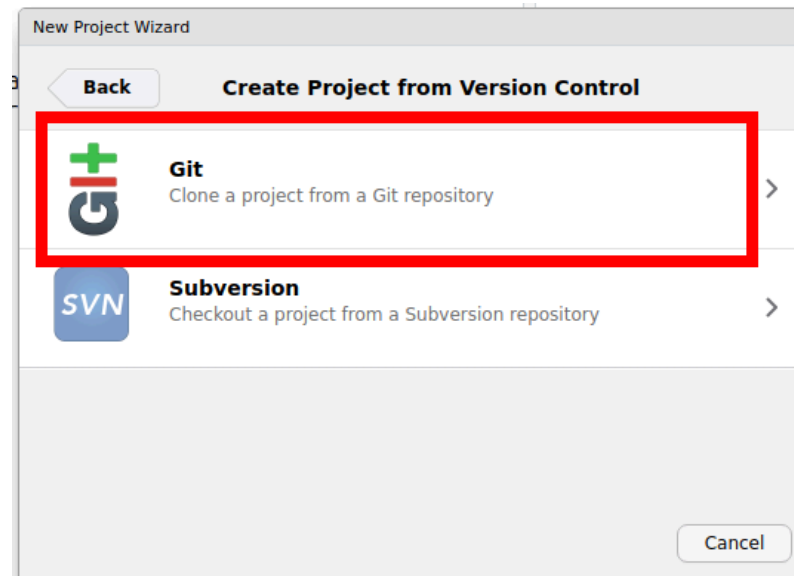 New Project Wizard
Back
Create Project from Version Control
git
Git
Clone a project from a Git repository
SVN
Subversion
Checkout a project from a Subversion repository
Cancel